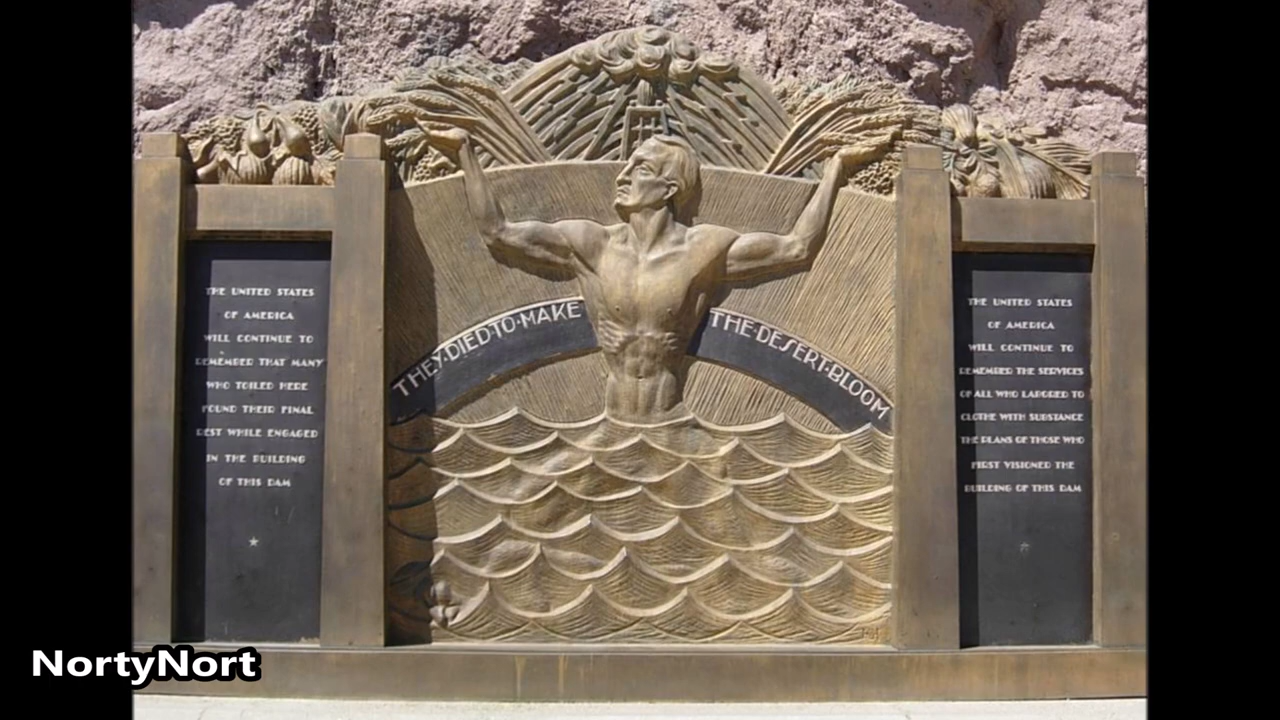 THE UNITED STATES
OF AMERICA
WILL CONTINUE TO
REMEMBER THAT MANY
WHO TOILED HERE
FOUND THEIR FINAL
REST WHILE ENGAGED
IN THE BUILDING
OF THIS DAM
THEY·DIED·TO·MAKE THE·DESERT·BLOOM
THE UNITED STATES
OF AMERICA
WILL CONTINUE TO
REMEMBER THE SERVICES
OF ALL WHO LABORED TO
CLOTHE WITH SUBSTANCE
THE PLANS OF THOSE WHO
FIRST VISIONED THE
BUILDING OF THIS DAM
NortyNort